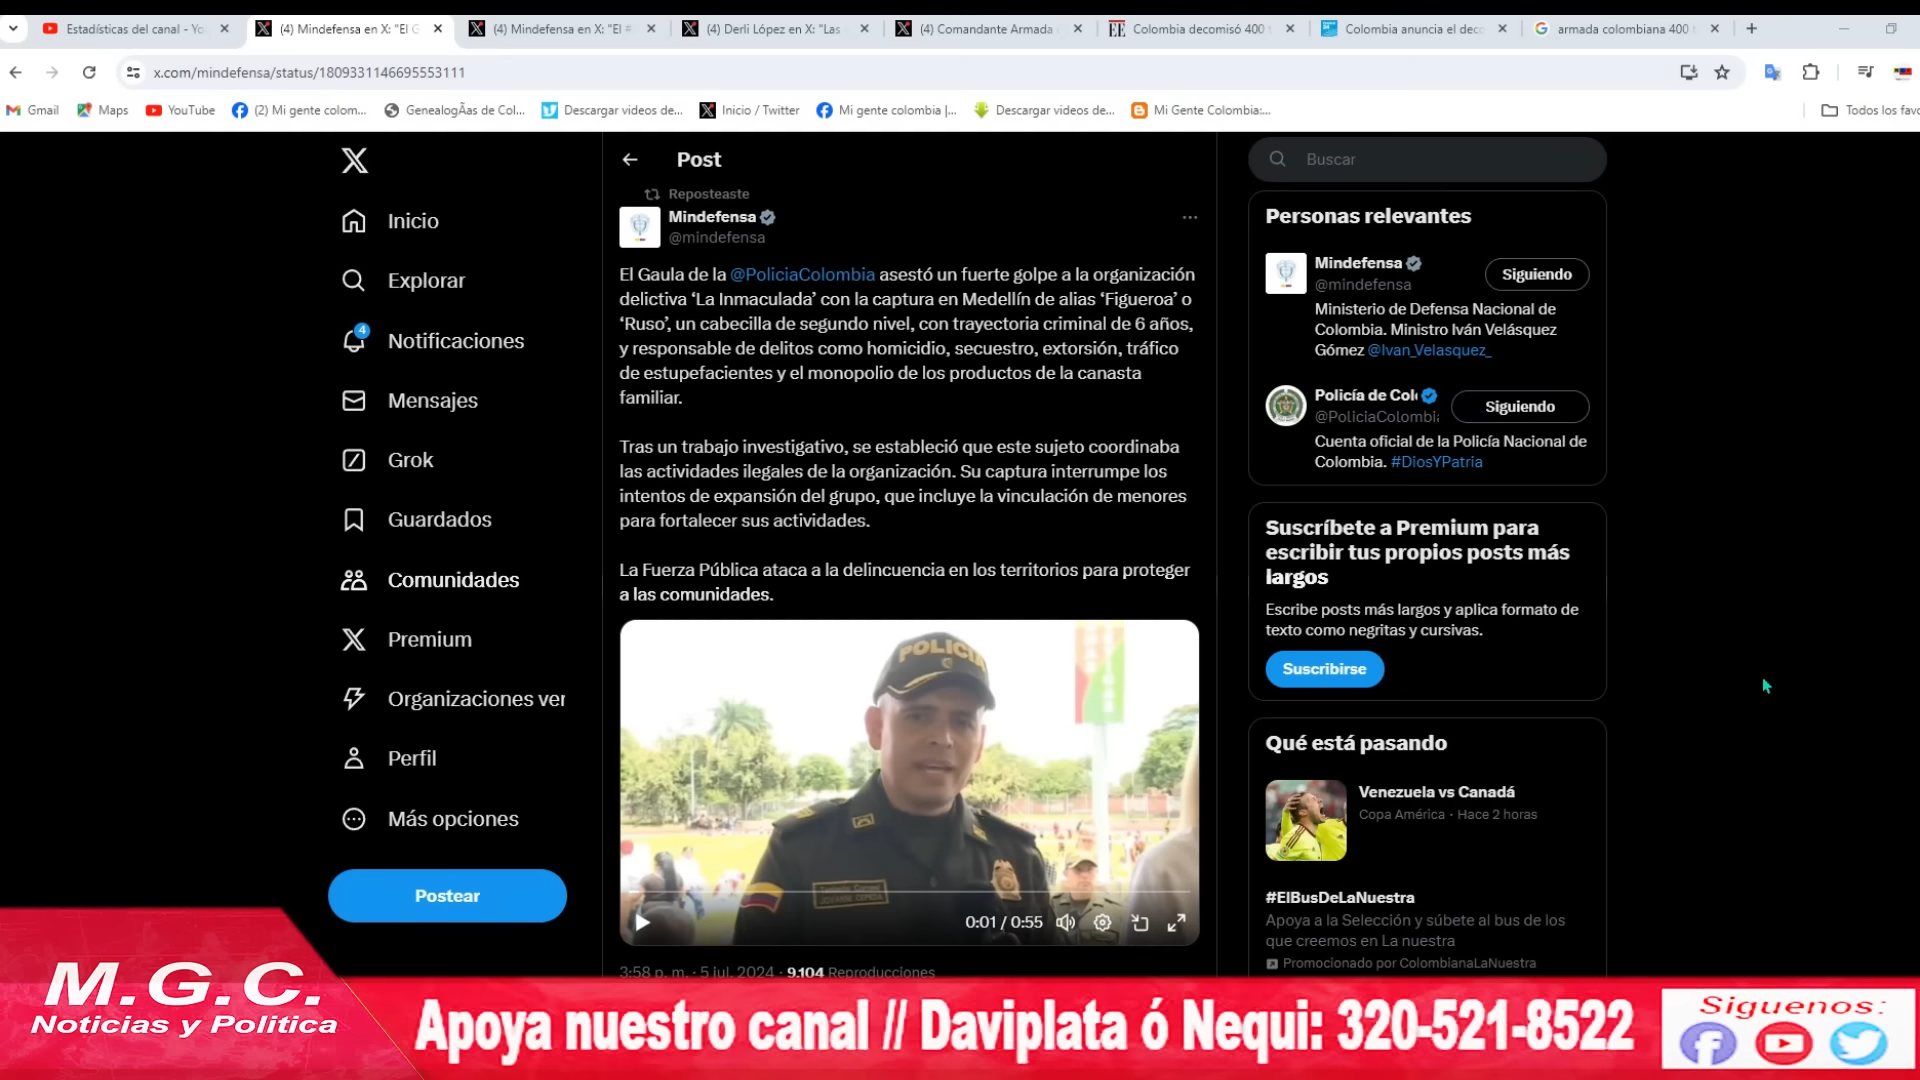 Estadísticas del canal - Yo
(4) Mindefensa en X: "El G
(4) Mindefensa en X: "El #
(4) Derli López en X: "Las
(4) Comandante Armada
Colombia decomisó 400
Colombia anuncia el deco
armada colombiana 400
x.com/mindefensa/status/1809331146695553111
Gmail
Maps
YouTube
(2) Mi gente colom...
GenealogÃas de Col...
Descargar videos de...
Inicio / Twitter
Mi gente colombia |...
Descargar videos de...
Mi Gente Colombia:...
Todos los favo
Inicio
Explorar
4
Notificaciones
Mensajes
Grok
Guardados
Comunidades
Premium
Organizaciones ver
Perfil
Más opciones
Postear
Post
Reposteaste
Mindefensa
@mindefensa
El Gaula de la @PoliciaColombia asestó un fuerte golpe a la organización
delictiva ‘La Inmaculada’ con la captura en Medellín de alias ‘Figueroa’ o
‘Ruso’, un cabecilla de segundo nivel, con trayectoria criminal de 6 años,
y responsable de delitos como homicidio, secuestro, extorsión, tráfico
de estupefacientes y el monopolio de los productos de la canasta
familiar.
Tras un trabajo investigativo, se estableció que este sujeto coordinaba
las actividades ilegales de la organización. Su captura interrumpe los
intentos de expansión del grupo, que incluye la vinculación de menores
para fortalecer sus actividades.
La Fuerza Pública ataca a la delincuencia en los territorios para proteger
a las comunidades.
POLICIA
0:01 / 0:55
3:58 p. m. · 5 jul. 2024 · 9.104 Reproducciones
Buscar
Personas relevantes
Mindefensa
@mindefensa
Siguiendo
Ministerio de Defensa Nacional de
Colombia. Ministro Iván Velásquez
Gómez @Ivan_Velasquez_
Policía de Col
@PoliciaColombi
Siguiendo
Cuenta oficial de la Policía Nacional de
Colombia. #DiosYPatria
Suscríbete a Premium para
escribir tus propios posts más
largos
Escribe posts más largos y aplica formato de
texto como negritas y cursivas.
Suscribirse
Qué está pasando
Venezuela vs Canadá
Copa América · Hace 2 horas
#ElBusDeLaNuestra
Apoya a la Selección y súbete al bus de los
que creemos en La nuestra
Promocionado por ColombianaLaNuestra
M.G.C.
Noticias y Politica
Apoya nuestro canal // Daviplata ó Nequi: 320-521-8522
Siguenos: